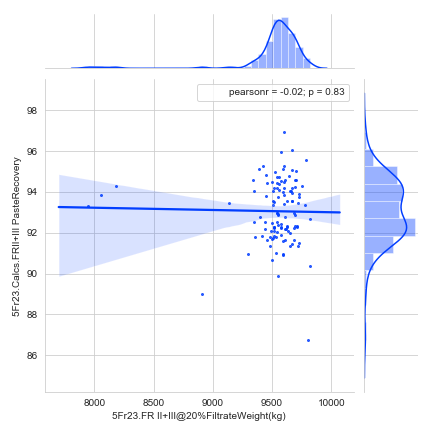 pearsonr = -0.02; p = 0.83
98
96
94
92
90
88
86
5Fr23.Calcs.FRII+III PasteRecovery
8000 8500 9000 9500 10000
5Fr23.FR II+III@20%FiltrateWeight(kg)